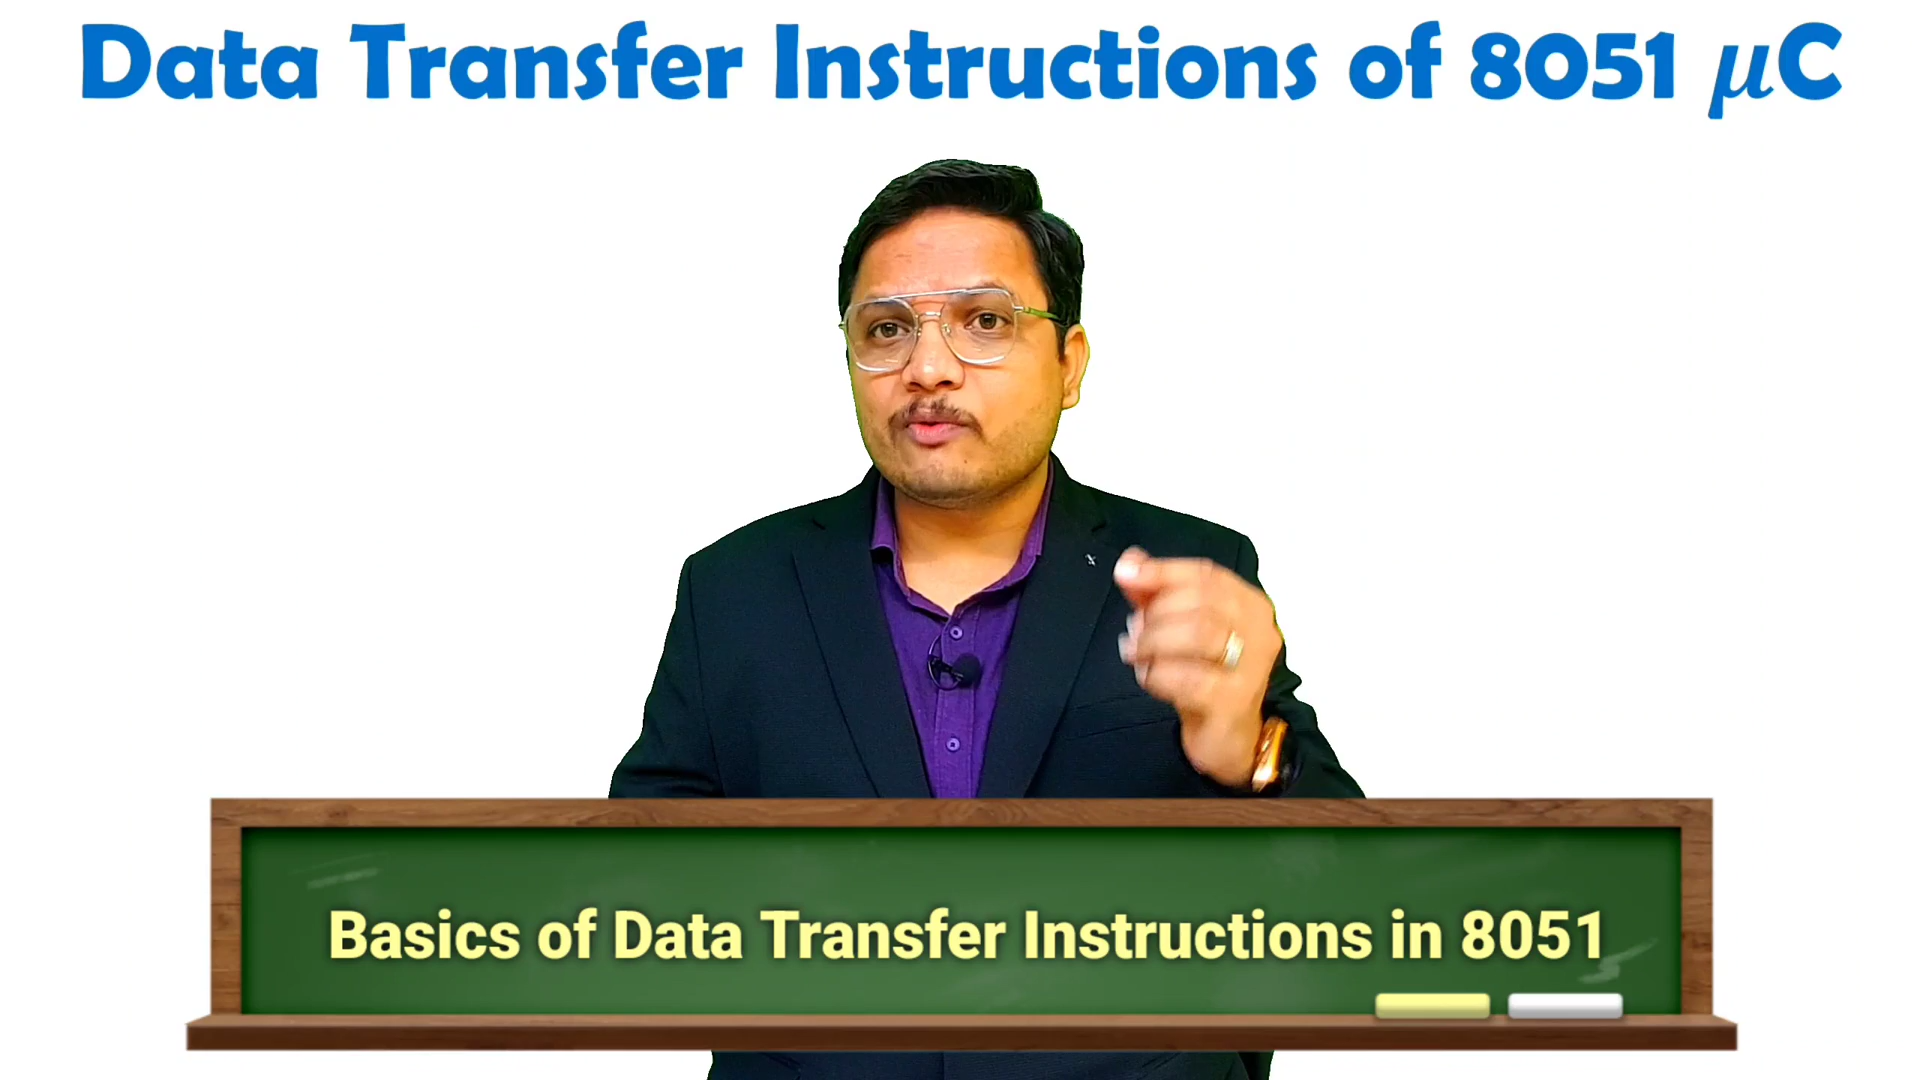 Data Transfer Instructions of 8051 μC
Basics of Data Transfer Instructions in 8051